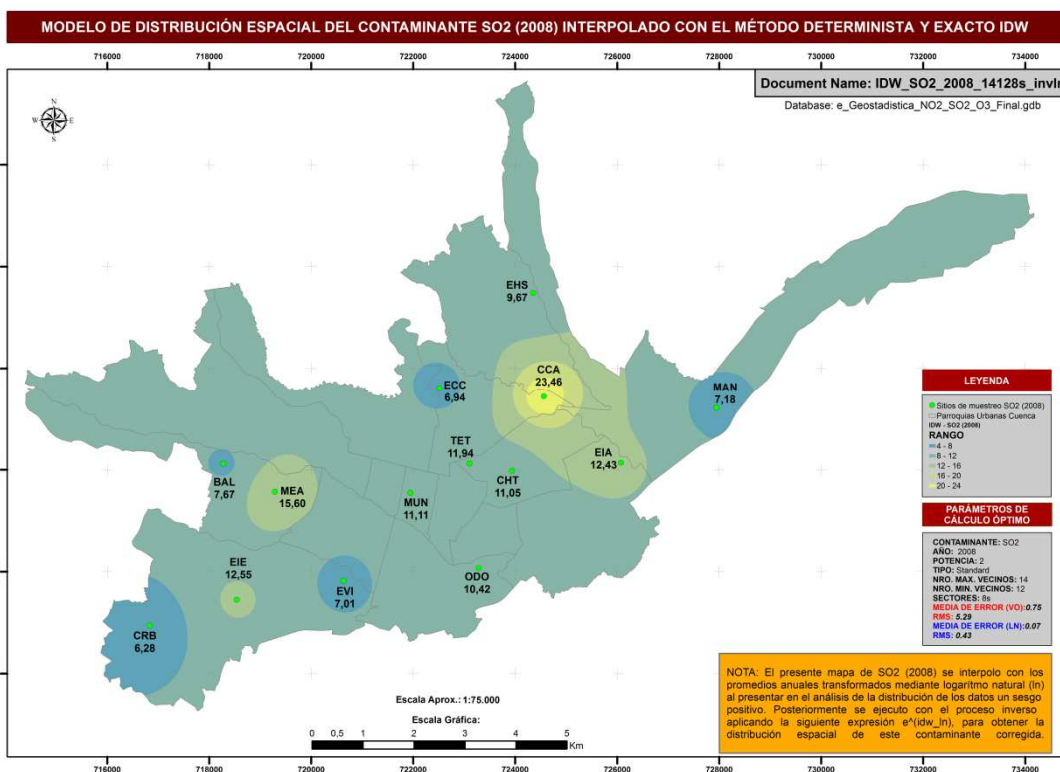 MODELO DE DISTRIBUCIÓN ESPACIAL DEL CONTAMINANTE SO2 (2008) INTERPOLADO CON EL MÉTODO DETERMINISTA Y EXACTO IDW
716000 718000 720000 722000 724000 726000 728000 730000 732000 734000
Document Name: IDW_SO2_2008_14128s_invln
Database: e_Geostadistica_NO2_SO2_O3_Final.gdb
N
W E
S
EHS
9,67
CCA
23,46
ECC
6,94
MAN
7,18
TET
11,94
EIA
12,43
CHT
11,05
BAL
7,67
MEA
15,60
MUN
11,11
EIE
12,55
EVI
7,01
ODO
10,42
CRB
6,28
LEYENDA
Sitios de muestreo SO2 (2008)
Parroquias Urbanas Cuenca
IDW - SO2 (2008)
RANGO
4 - 8
8 - 12
12 - 16
16 - 20
20 - 24
PARÁMETROS DE
CÁLCULO ÓPTIMO
CONTAMINANTE: SO2
AÑO: 2008
POTENCIA: 2
TIPO: Standard
NRO. MAX. VECINOS: 14
NRO. MIN. VECINOS: 12
SECTORES: 8s
MEDIA DE ERROR (VO):0.75
RMS: 5.29
MEDIA DE ERROR (LN):0.07
RMS: 0.43
NOTA: El presente mapa de SO2 (2008) se interpolo con los
promedios anuales transformados mediante logarítmo natural (ln)
al presentar en el análisis de la distribución de los datos un sesgo
positivo. Posteriormente se ejecuto con el proceso inverso
aplicando la siguiente expresión e^(idw_ln), para obtener la
distribución espacial de este contaminante corregida.
Escala Aprox.: 1:75.000
Escala Gráfica:
0 0,5 1 2 3 4 5
Km
716000 718000 720000 722000 724000 726000 728000 730000 732000 734000